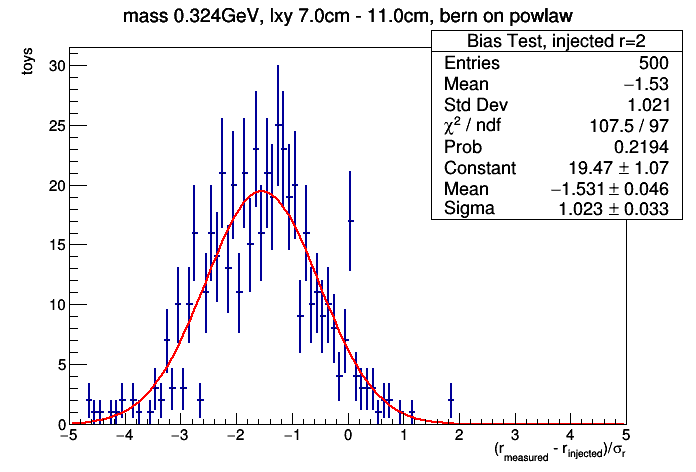 mass 0.324GeV, lxy 7.0cm - 11.0cm, bern on powlaw
toys
Bias Test, injected r=2
Entries 500
Mean −1.53
Std Dev 1.021
χ² / ndf 107.5 / 97
Prob 0.2194
Constant 19.47 ± 1.07
Mean −1.531 ± 0.046
Sigma 1.023 ± 0.033
30
25
20
15
10
5
0
−5 −4 −3 −2 −1 0 1 2 3 4 5
(r_measured - r_injected)/σ_r